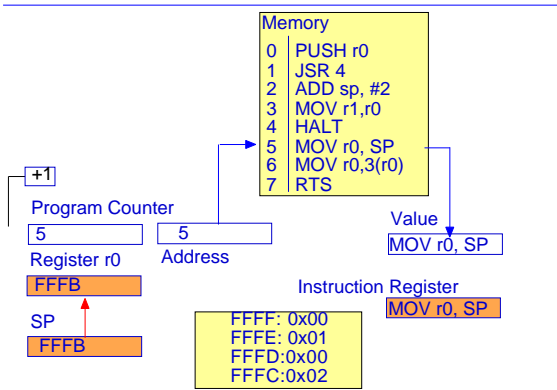 Memory
0 PUSH r0
1 JSR 4
2 ADD sp, #2
3 MOV r1,r0
4 HALT
5 MOV r0, SP
6 MOV r0,3(r0)
7 RTS
+1
Program Counter
5
5
Address
Value
MOV r0, SP
Register r0
FFFB
Instruction Register
MOV r0, SP
SP
FFFB
FFFF: 0x00
FFFE: 0x01
FFFD:0x00
FFFC:0x02